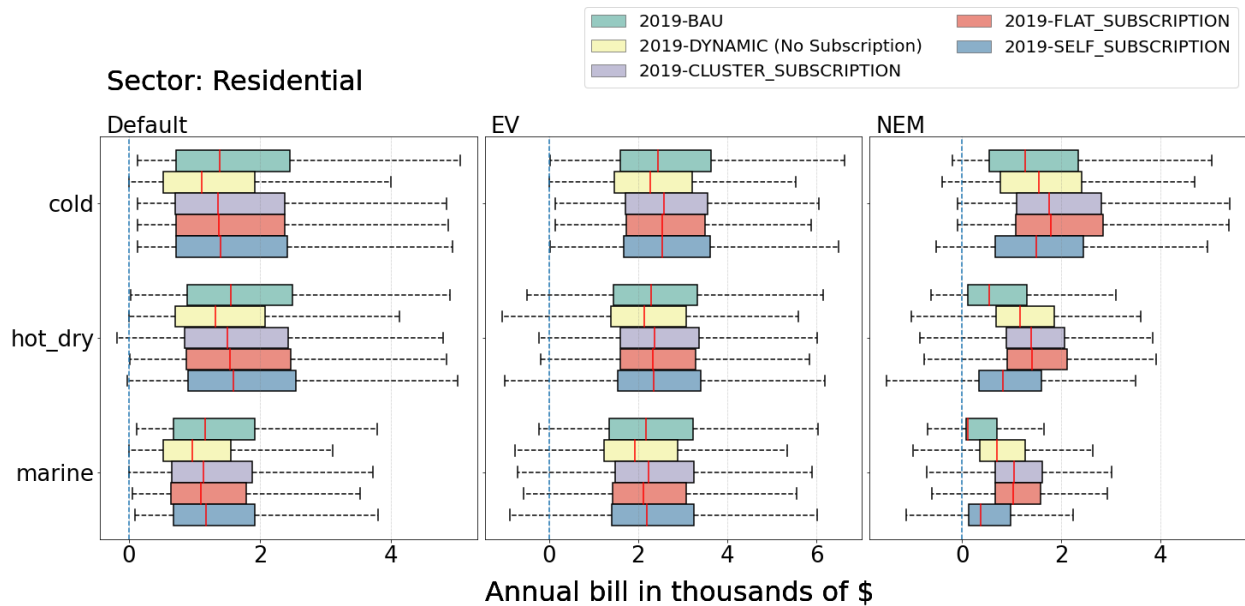 2019-BAU
2019-DYNAMIC (No Subscription)
2019-CLUSTER_SUBSCRIPTION
2019-FLAT_SUBSCRIPTION
2019-SELF_SUBSCRIPTION
Sector: Residential
Default
EV
NEM
cold
hot_dry
marine
0 2 4
0 2 4 6
0 2 4
Annual bill in thousands of $